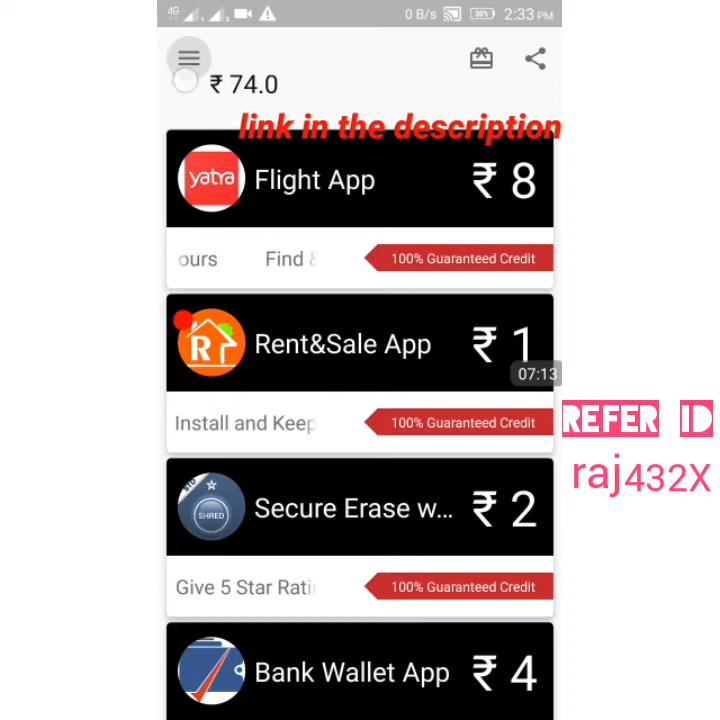 4G 0 B/s 30% 2:33 PM
₹ 74.0
link in the description
yatra Flight App ₹ 8
ours Find & 100% Guaranteed Credit
R Rent&Sale App ₹ 1
07:13
Install and Keep 100% Guaranteed Credit
REFER ID
raj432X
STD SHRED Secure Erase w... ₹ 2
Give 5 Star Rati 100% Guaranteed Credit
Bank Wallet App ₹ 4